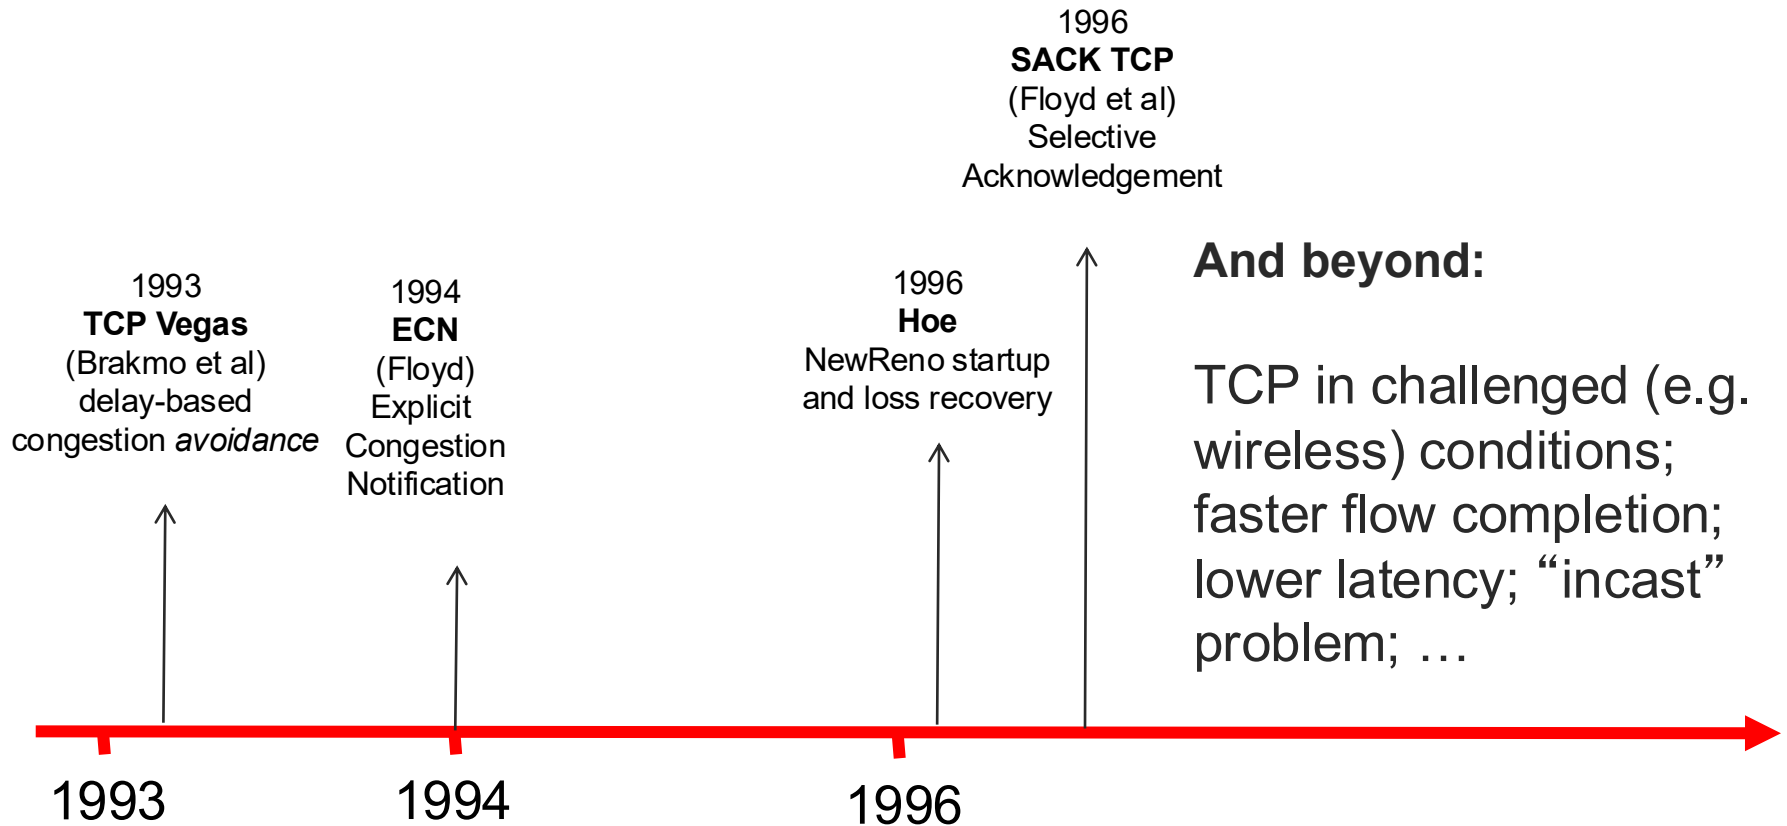 1993
TCP Vegas
(Brakmo et al)
delay-based
congestion avoidance
1994
ECN
(Floyd)
Explicit
Congestion
Notification
1996
Hoe
NewReno startup
and loss recovery
1996
SACK TCP
(Floyd et al)
Selective
Acknowledgement
And beyond:
TCP in challenged (e.g.
wireless) conditions;
faster flow completion;
lower latency; “incast”
problem; …
1993
1994
1996